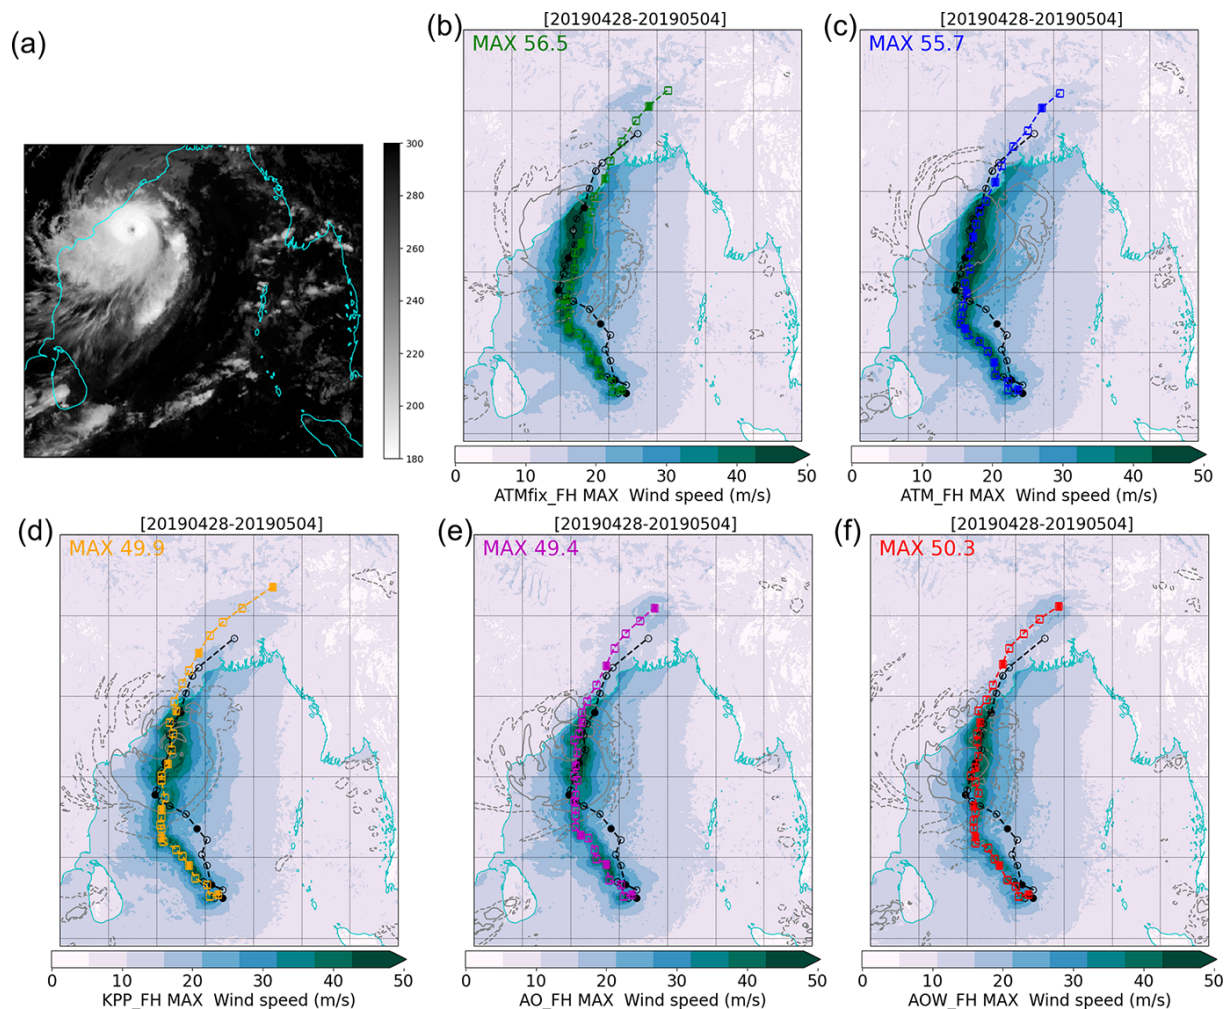 (a)
300
280
260
240
220
200
180
(b)
[20190428-20190504]
MAX 56.5
0 10 20 30 40 50
ATMfix_FH MAX Wind speed (m/s)
(c)
[20190428-20190504]
MAX 55.7
0 10 20 30 40 50
ATM_FH MAX Wind speed (m/s)
(d)
[20190428-20190504]
MAX 49.9
0 10 20 30 40 50
KPP_FH MAX Wind speed (m/s)
(e)
[20190428-20190504]
MAX 49.4
0 10 20 30 40 50
AO_FH MAX Wind speed (m/s)
(f)
[20190428-20190504]
MAX 50.3
0 10 20 30 40 50
AOW_FH MAX Wind speed (m/s)